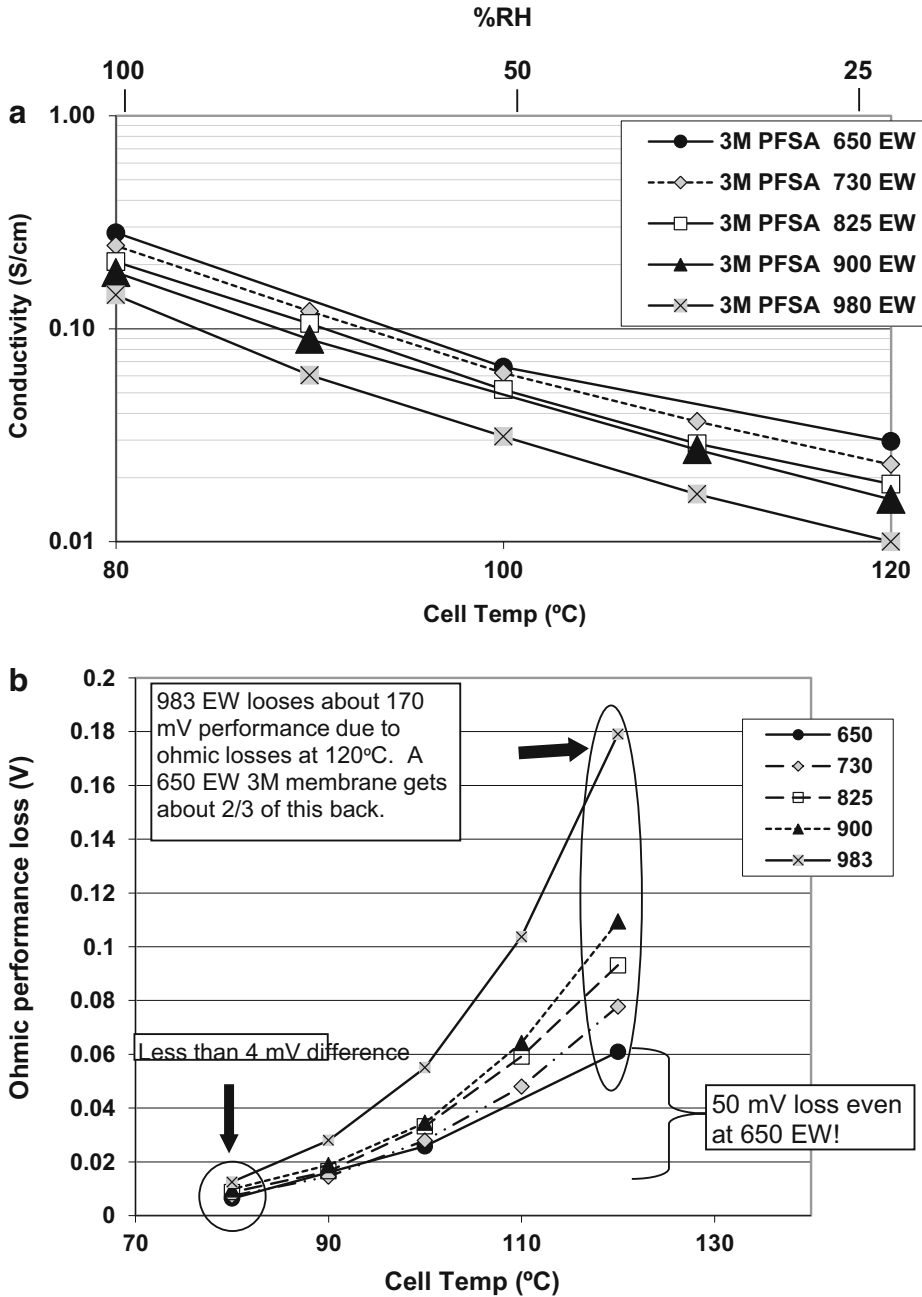 %RH
100 50 25
a
1.00
0.10
0.01
Conductivity (S/cm)
3M PFSA 650 EW
3M PFSA 730 EW
3M PFSA 825 EW
3M PFSA 900 EW
3M PFSA 980 EW
80 100 120
Cell Temp (ºC)
b
0.2
0.18
0.16
0.14
0.12
0.1
0.08
0.06
0.04
0.02
0
Ohmic performance loss (V)
983 EW looses about 170
mV performance due to
ohmic losses at 120ºC. A
650 EW 3M membrane gets
about 2/3 of this back.
650
730
825
900
983
Less than 4 mV difference
50 mV loss even
at 650 EW!
70 90 110 130
Cell Temp (ºC)